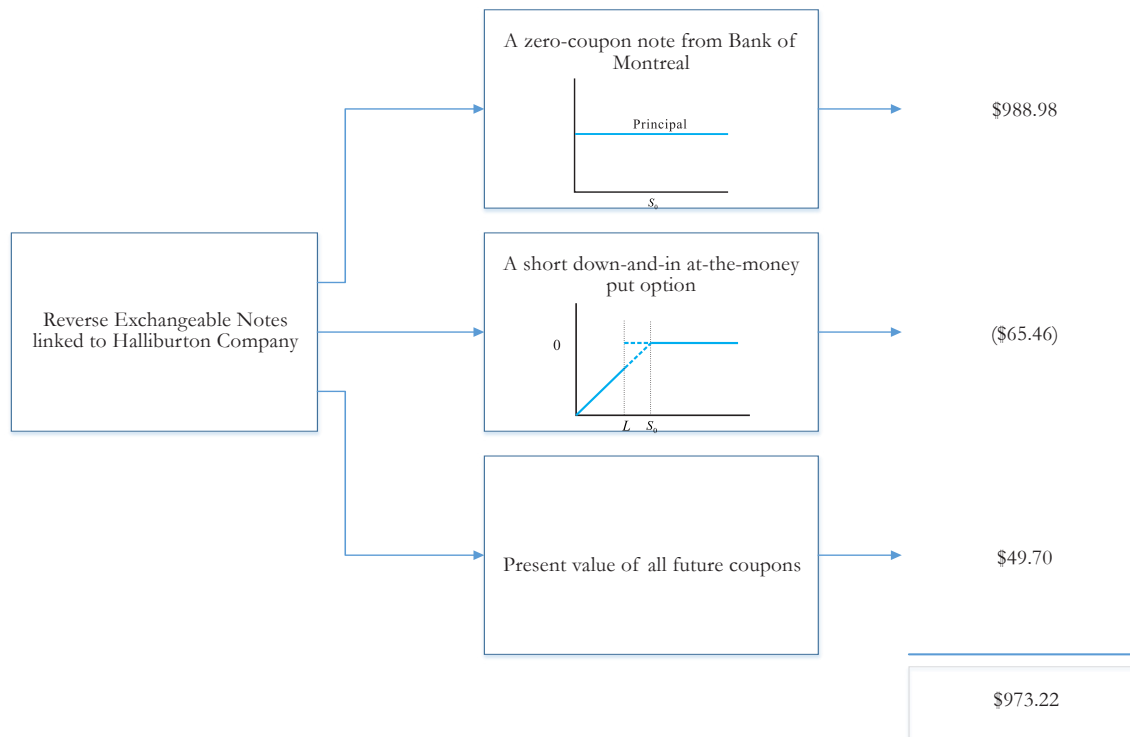 A zero-coupon note from Bank of
Montreal
Principal
S₀
$988.98
Reverse Exchangeable Notes
linked to Halliburton Company
A short down-and-in at-the-money
put option
0
L S₀
($65.46)
Present value of all future coupons
$49.70
$973.22